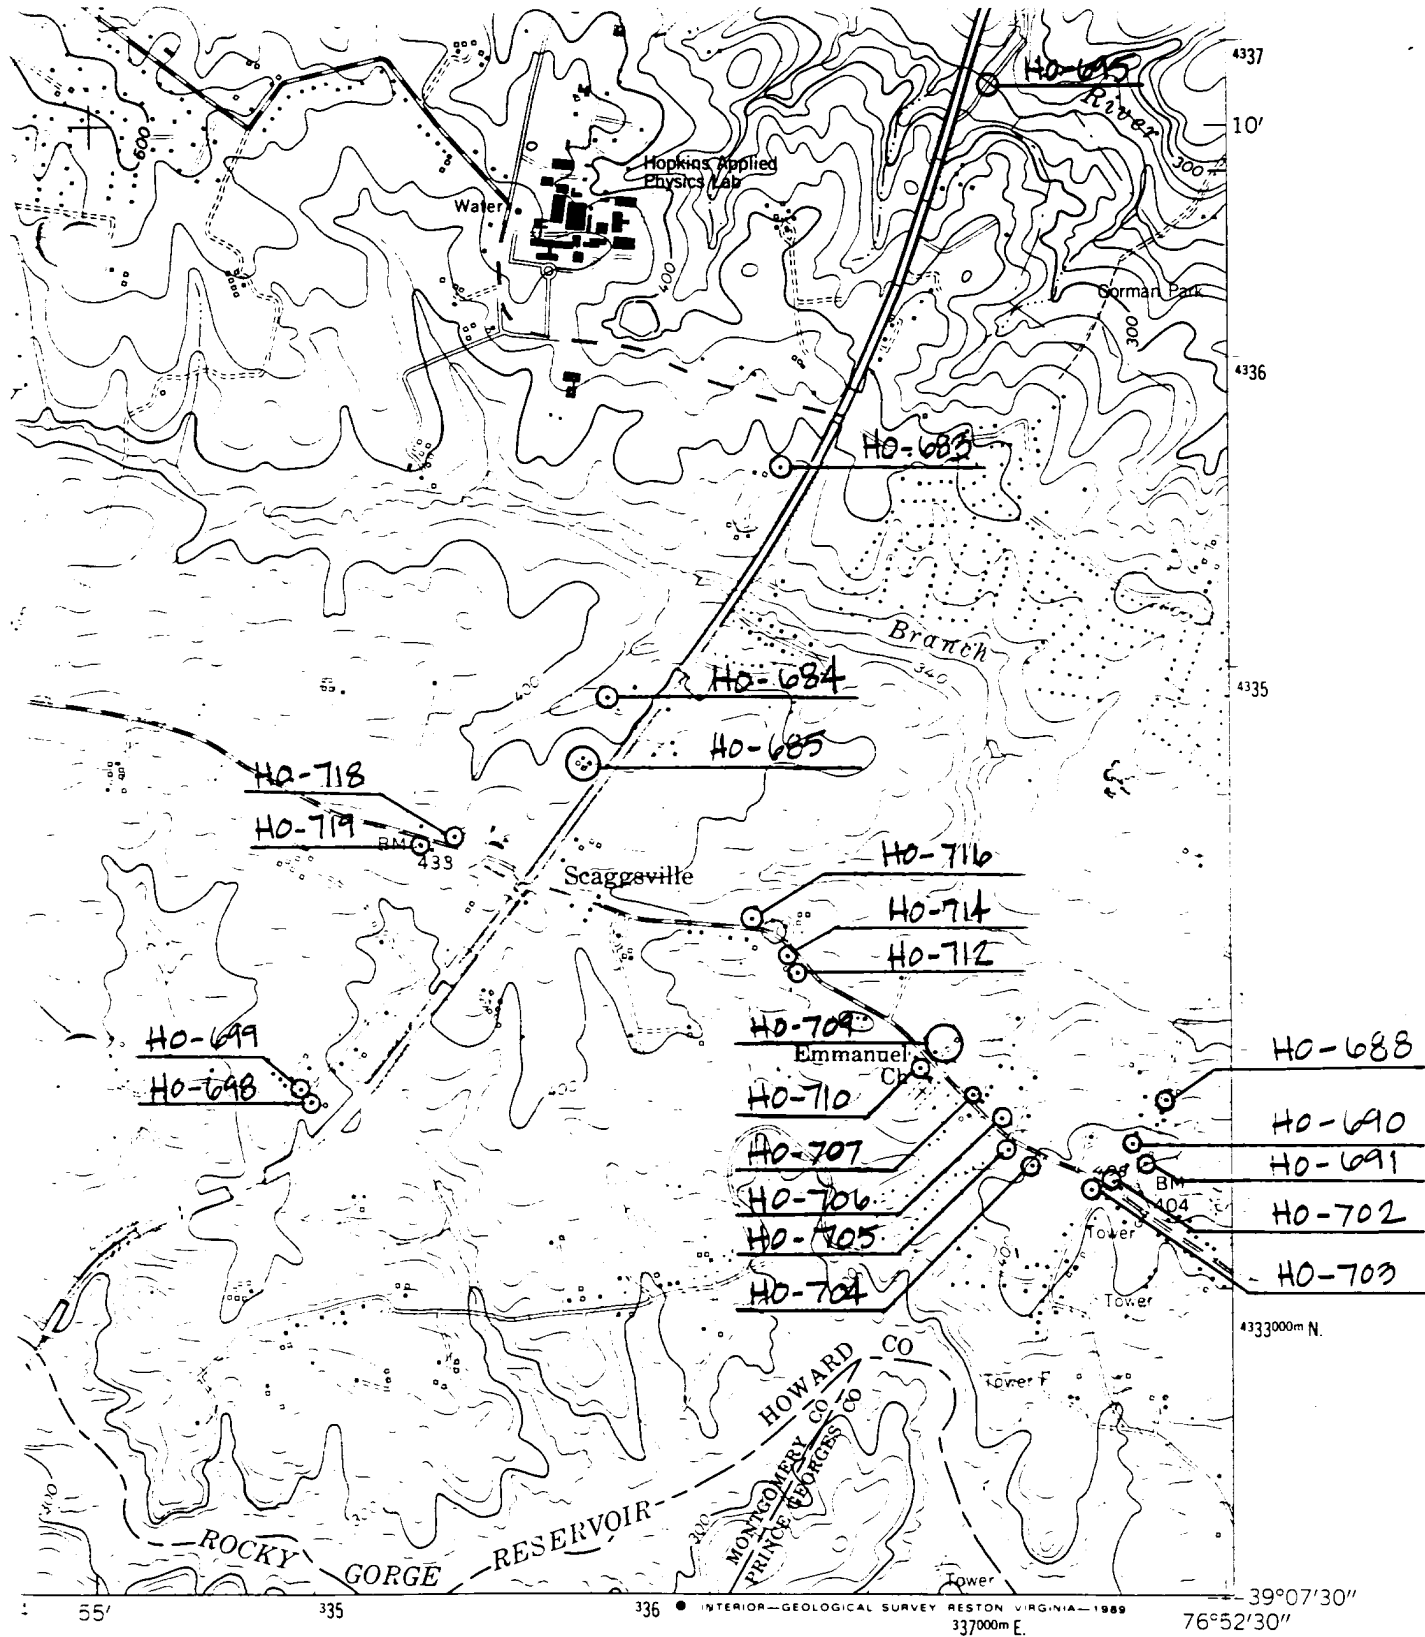 4337
HO-695
River
10'
600
300
Hopkins Applied
Physics Lab
Water
400
Gorman Park
300
4336
HO-683
Branch
340
HO-684
400
4335
HO-685
HO-718
HO-719
BM
433
Scaggsville
HO-716
HO-714
HO-712
HO-699
HO-698
HO-709
Emmanuel
Ch
HO-710
HO-688
HO-690
HO-691
BM
404
HO-707
HO-706
HO-705
HO-704
HO-702
HO-703
Tower
Tower
4333000m N.
HOWARD CO
MONTGOMERY CO
PRINCE GEORGES CO
Tower
300
300
ROCKY GORGE RESERVOIR
Tower
39°07'30"
55'
335
336
INTERIOR—GEOLOGICAL SURVEY RESTON VIRGINIA—1989
337000m E.
76°52'30"